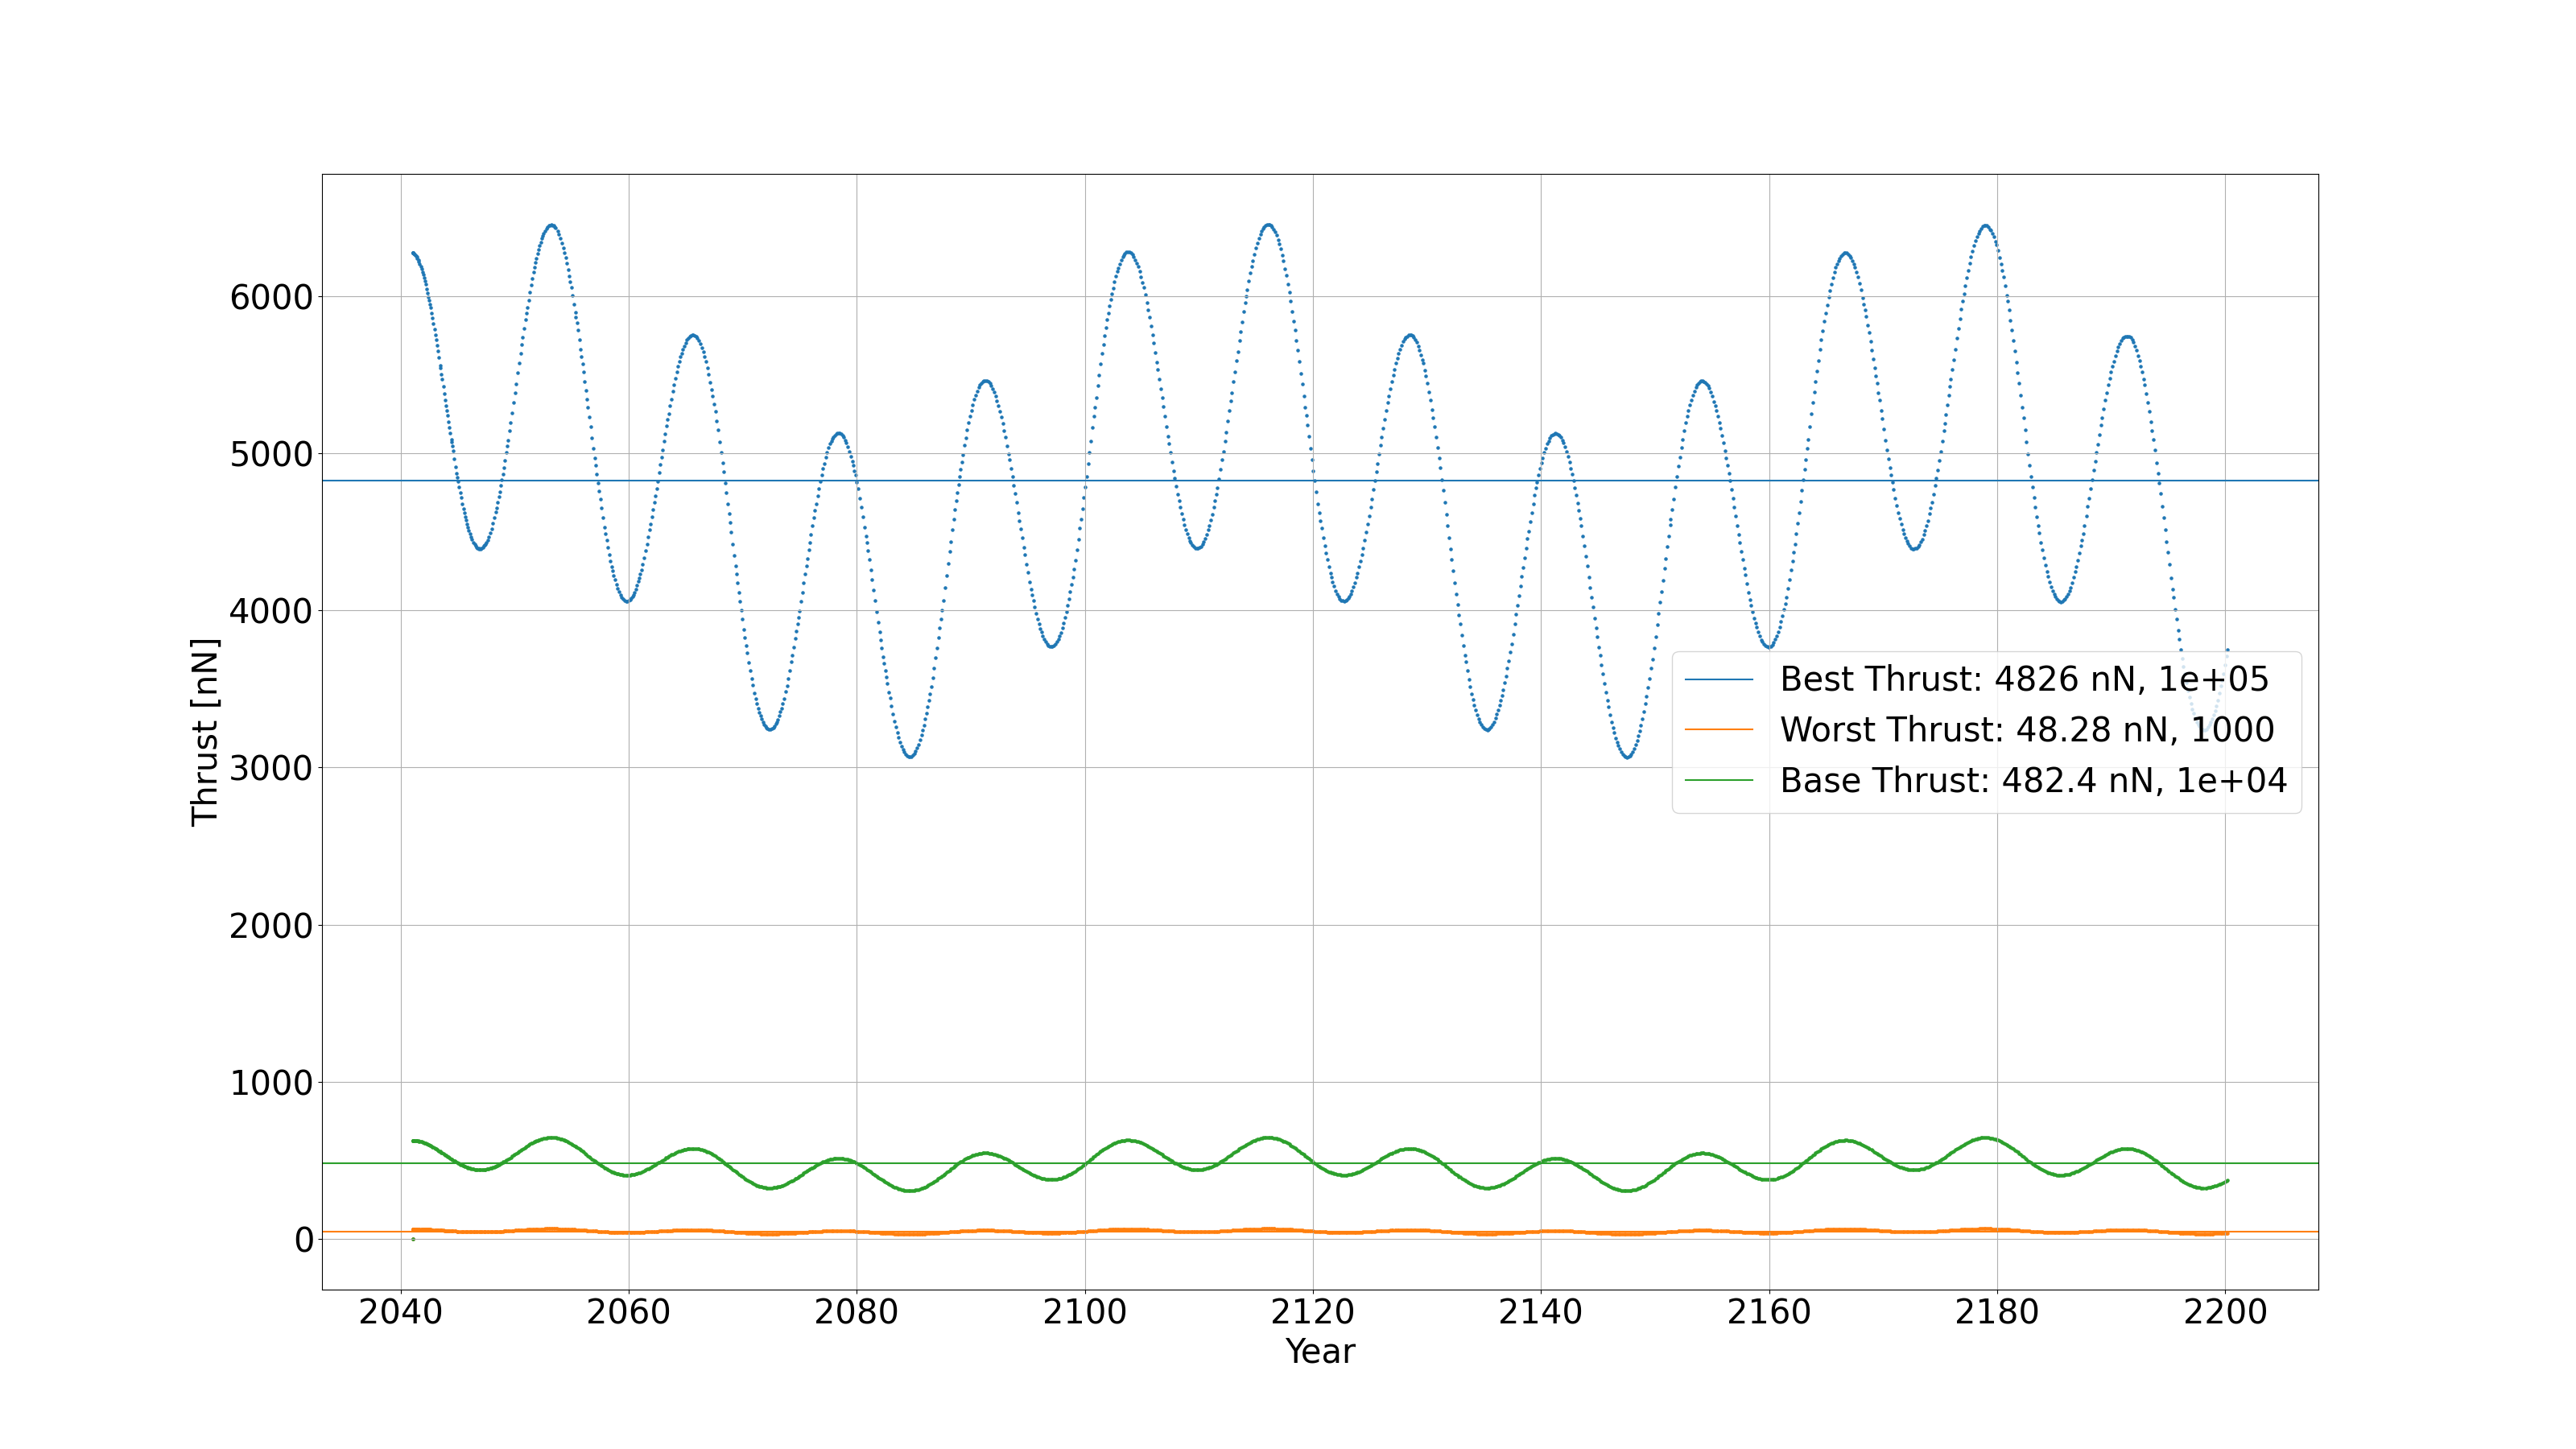 6000
5000
4000
3000
2000
1000
0
Thrust [nN]
Best Thrust: 4826 nN, 1e+05
Worst Thrust: 48.28 nN, 1000
Base Thrust: 482.4 nN, 1e+04
2040 2060 2080 2100 2120 2140 2160 2180 2200
Year